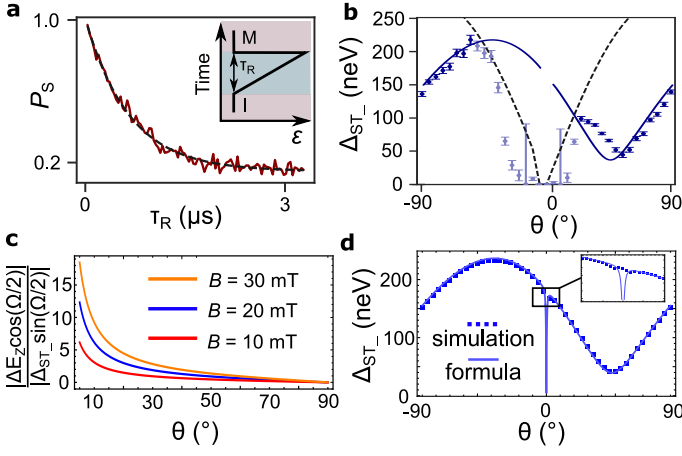 a
1.0
P_S
0.2
0
3
τ_R (μs)
Time
M
τ_R
I
ε
b
Δ_ST_ (neV)
250
200
150
100
50
0
-90
0
90
θ (°)
c
|ΔE_Z cos(Ω/2)|
|Δ_ST_ sin(Ω/2)|
15
10
5
0
B = 30 mT
B = 20 mT
B = 10 mT
10
30
50
70
90
θ (°)
d
Δ_ST_ (neV)
200
100
0
simulation
formula
-90
0
90
θ (°)